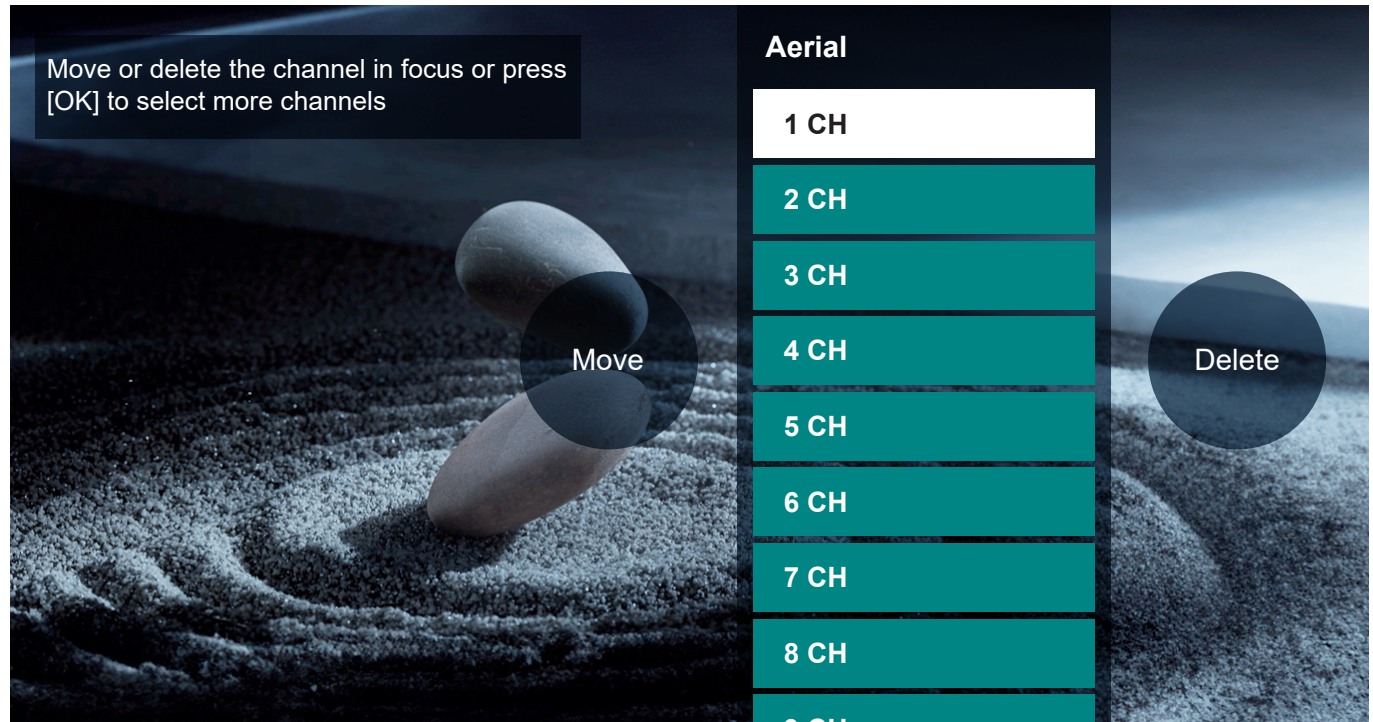 Move or delete the channel in focus or press
[OK] to select more channels
Aerial
1 CH
2 CH
3 CH
4 CH
5 CH
6 CH
7 CH
8 CH
Move
Delete